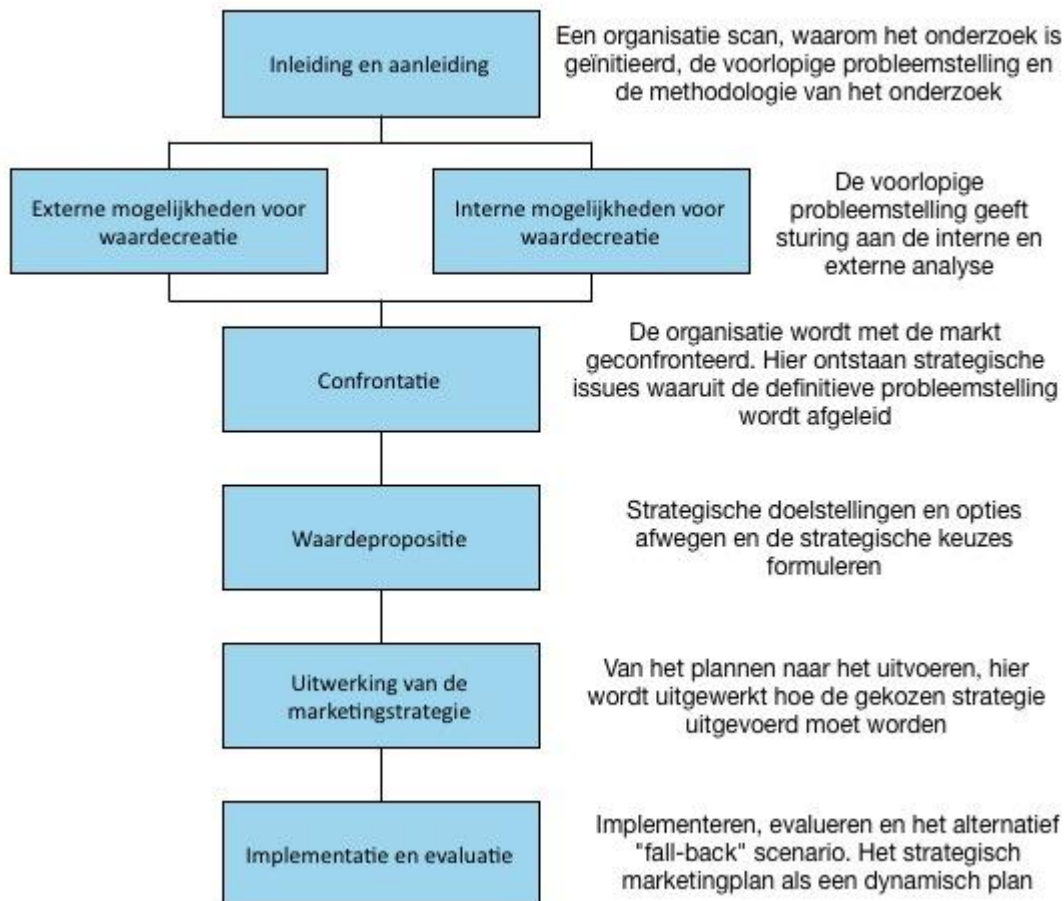 Inleiding en aanleiding
Een organisatie scan, waarom het onderzoek is
geïnitieerd, de voorlopige probleemstelling en
de methodologie van het onderzoek
Externe mogelijkheden voor
waardecreatie
Interne mogelijkheden voor
waardecreatie
De voorlopige
probleemstelling geeft
sturing aan de interne en
externe analyse
Confrontatie
De organisatie wordt met de markt
geconfronteerd. Hier ontstaan strategische
issues waaruit de definitieve probleemstelling
wordt afgeleid
Waardepropositie
Strategische doelstellingen en opties
afwegen en de strategische keuzes
formuleren
Uitwerking van de
marketingstrategie
Van het plannen naar het uitvoeren, hier
wordt uitgewerkt hoe de gekozen strategie
uitgevoerd moet worden
Implementatie en evaluatie
Implementeren, evalueren en het alternatief
"fall-back" scenario. Het strategisch
marketingplan als een dynamisch plan